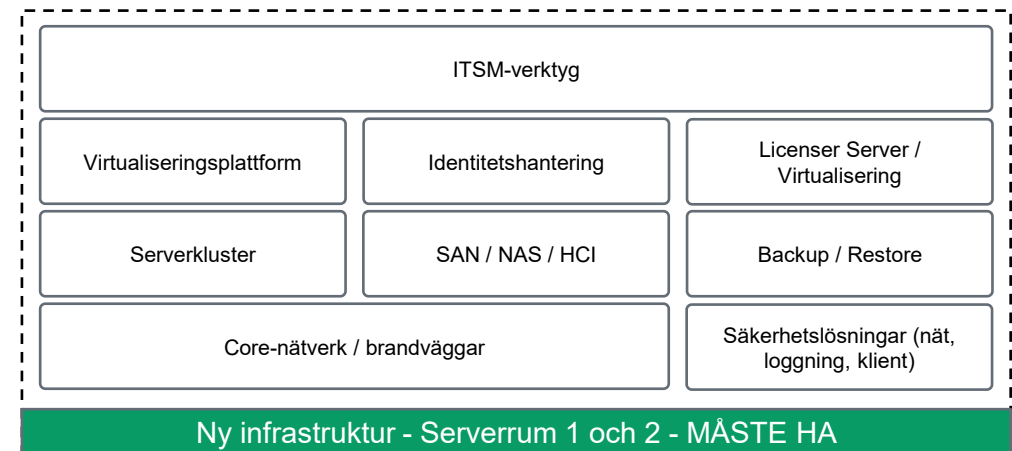 ITSM-verktyg
Virtualiseringsplattform
Identitetshantering
Licenser Server /
Virtualisering
Serverkluster
SAN / NAS / HCI
Backup / Restore
Core-nätverk / brandväggar
Säkerhetslösningar (nät,
loggning, klient)
Ny infrastruktur - Serverrum 1 och 2 - MÅSTE HA